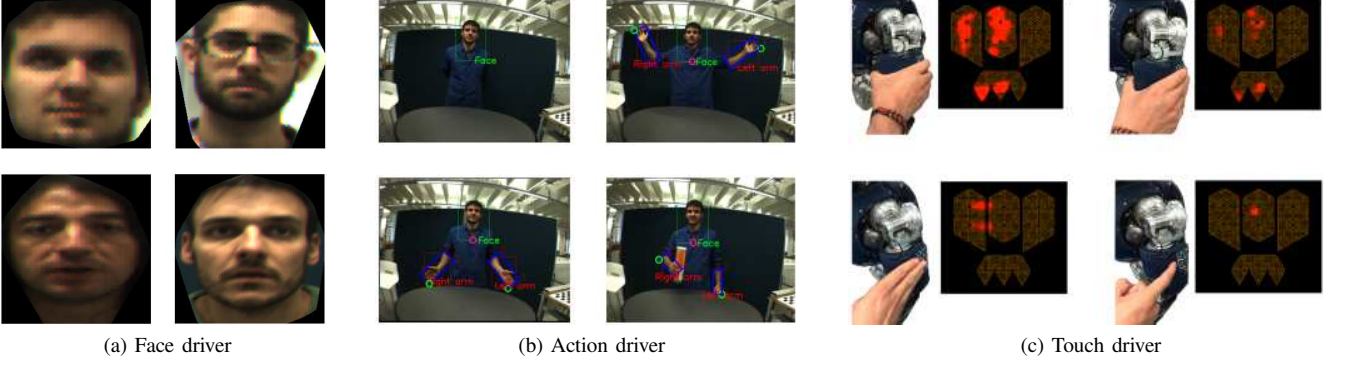 Face
Right arm
Left arm
Face
Right arm
Left arm
Face
Right arm
Left arm
(a) Face driver
(b) Action driver
(c) Touch driver